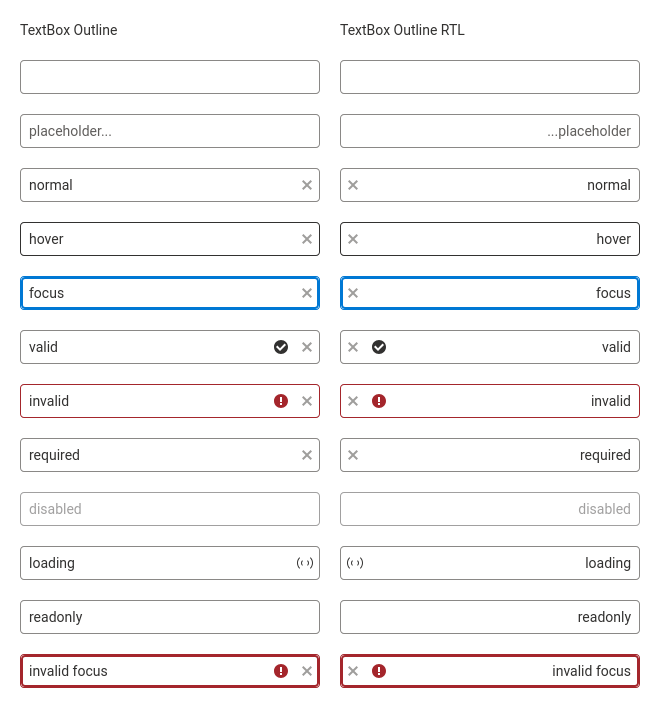 TextBox Outline
TextBox Outline RTL
placeholder...
...placeholder
normal
normal
hover
hover
focus
focus
valid
valid
invalid
invalid
required
required
disabled
disabled
loading
loading
readonly
readonly
invalid focus
invalid focus